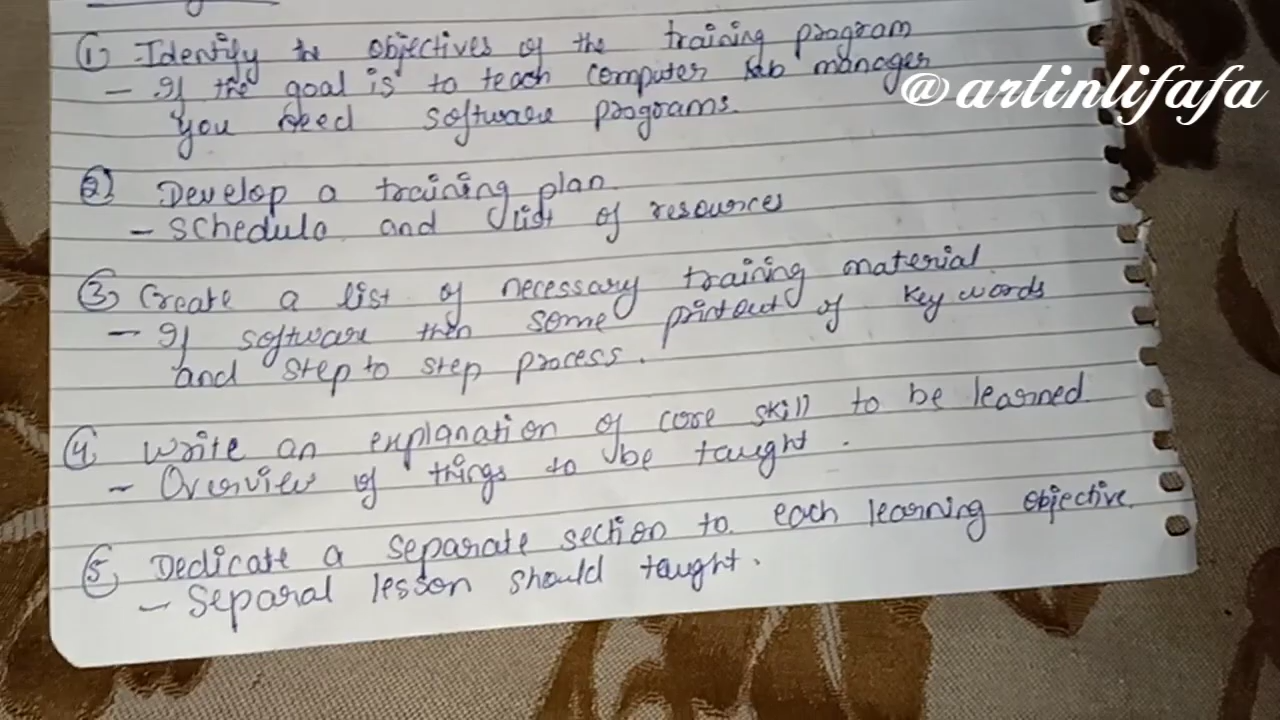 ① Identify the objectives of the training program
- If the goal is to teach computer lab manager
you need software programs.
@artinlifafa
② Develop a training plan
- Schedule and list of resources
③ Create a list of necessary training material
- If software then some printout of key words
and step to step process.
④ Write an explanation of core skill to be learned
- Overview of things to be taught.
⑤ Dedicate a separate section to each learning objective.
- Separal lesson should taught.